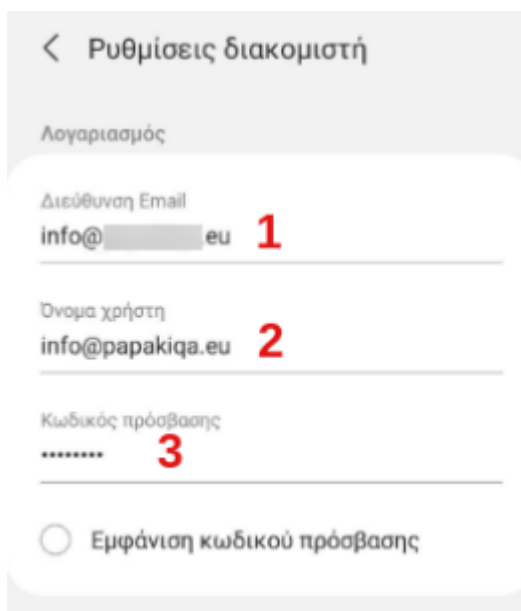 Ρυθμίσεις διακομιστή
Λογαριασμός
Διεύθυνση Email
info@ eu 1
Όνομα χρήστη
info@papakiqa.eu 2
Κωδικός πρόσβασης
•••••••• 3
Εμφάνιση κωδικού πρόσβασης